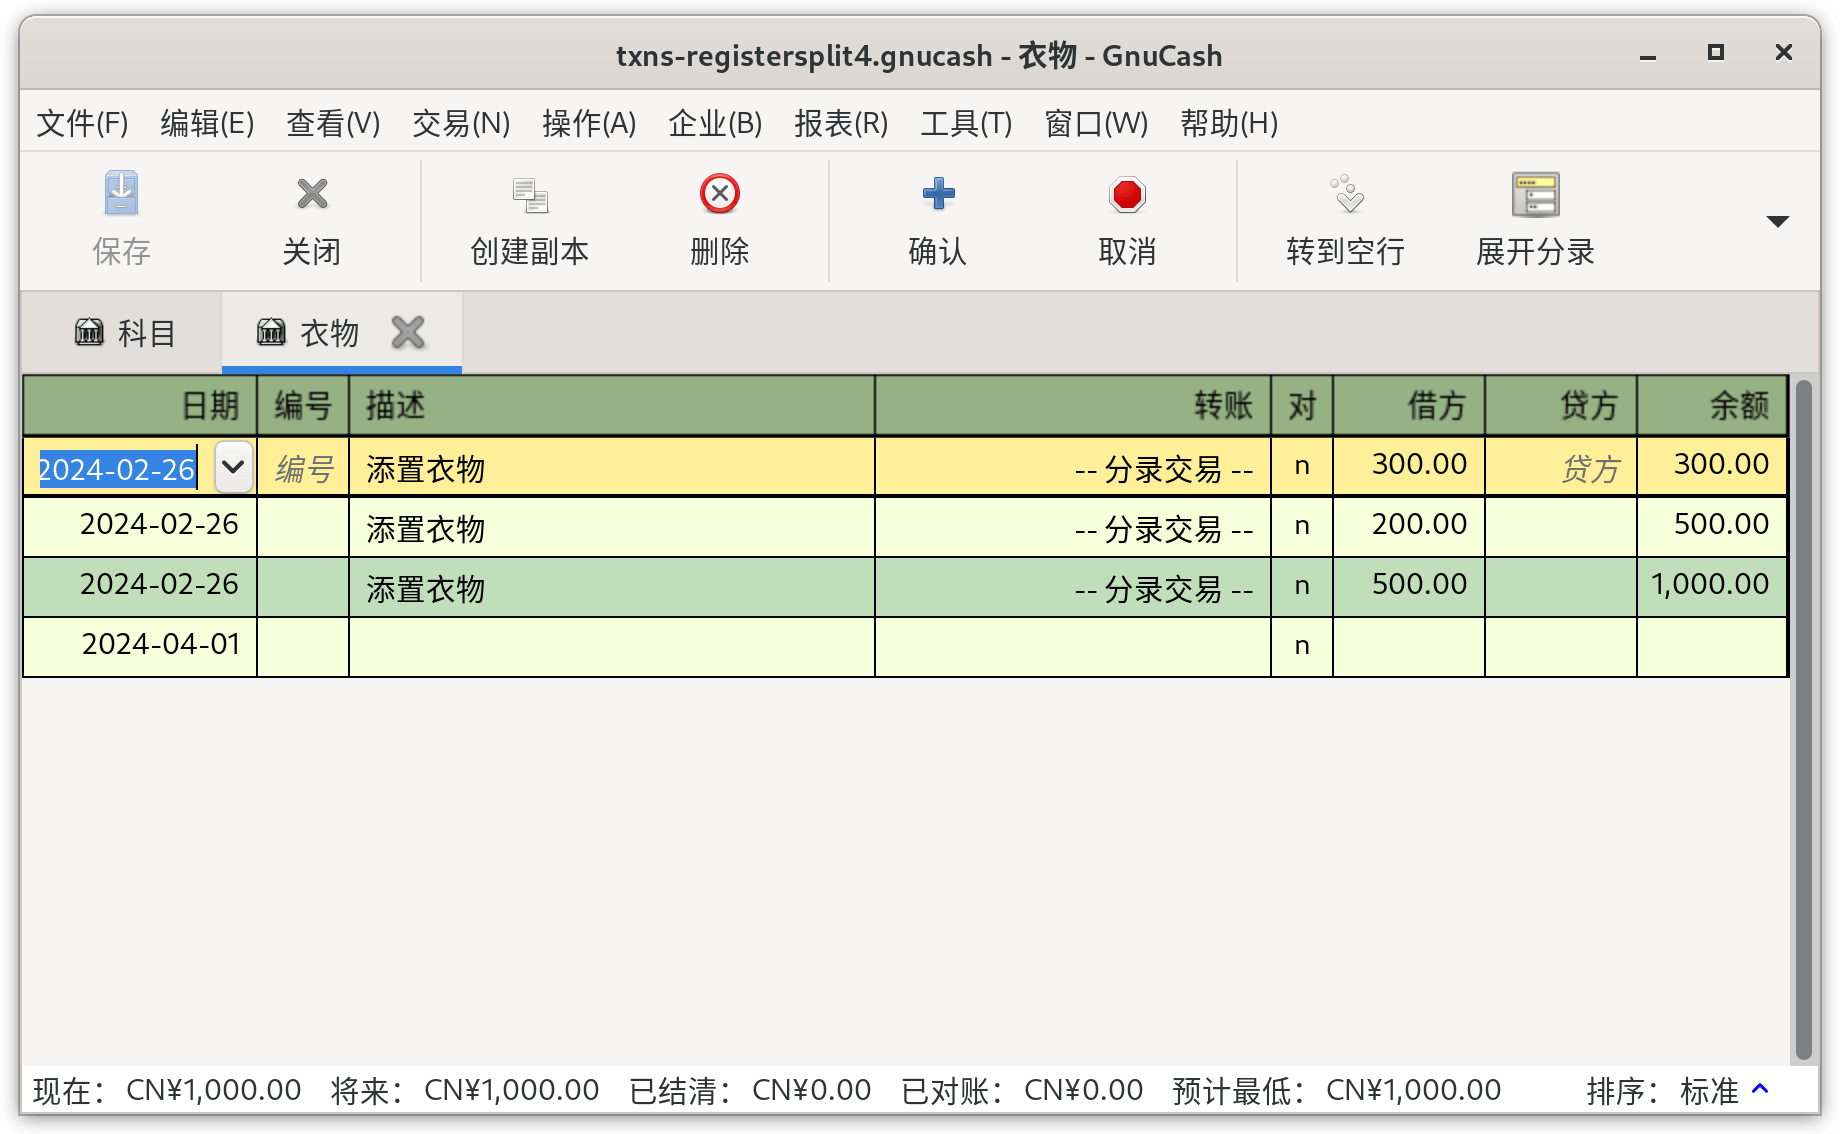 txns-registersplit4.gnucash - 衣物 - GnuCash
文件(F) 编辑(E) 查看(V) 交易(N) 操作(A) 企业(B) 报表(R) 工具(T) 窗口(W) 帮助(H)
保存 关闭 创建副本 删除 确认 取消 转到空行 展开分录
科目 衣物
日期 编号 描述 转账 对 借方 贷方 余额
2024-02-26 编号 添置衣物 -- 分录交易 -- n 300.00 贷方 300.00
2024-02-26 添置衣物 -- 分录交易 -- n 200.00 500.00
2024-02-26 添置衣物 -- 分录交易 -- n 500.00 1,000.00
2024-04-01 n
现在： CN¥1,000.00 将来： CN¥1,000.00 已结清： CN¥0.00 已对账： CN¥0.00 预计最低： CN¥1,000.00 排序： 标准